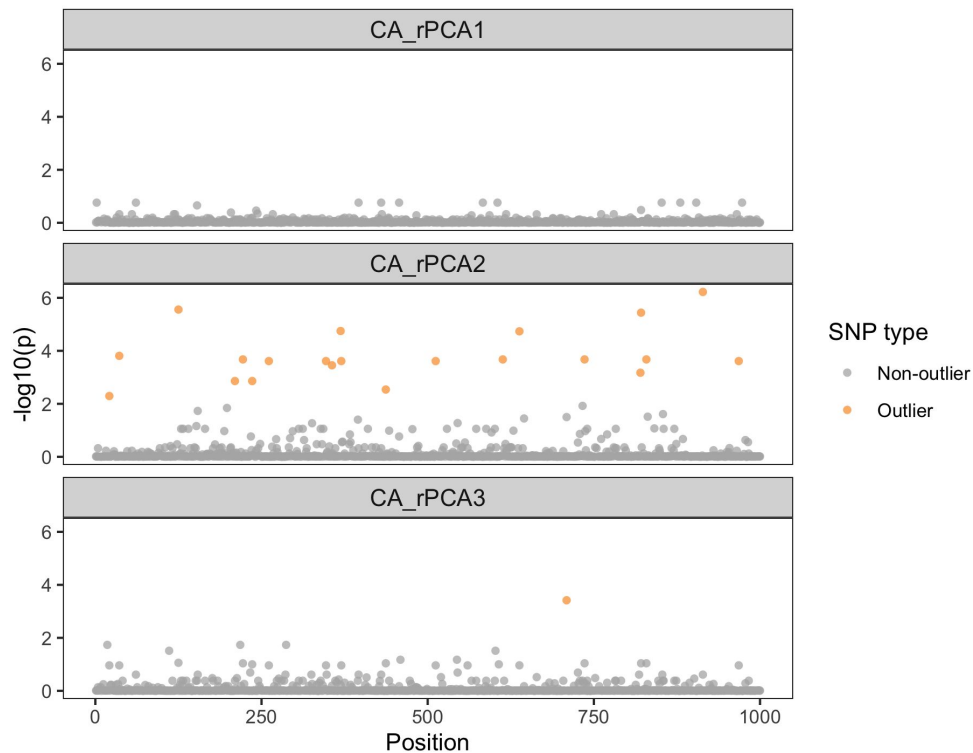 CA_rPCA1
6
4
2
0
CA_rPCA2
6
4
2
0
CA_rPCA3
6
4
2
0
0 250 500 750 1000
Position
-log10(p)
SNP type
Non-outlier
Outlier